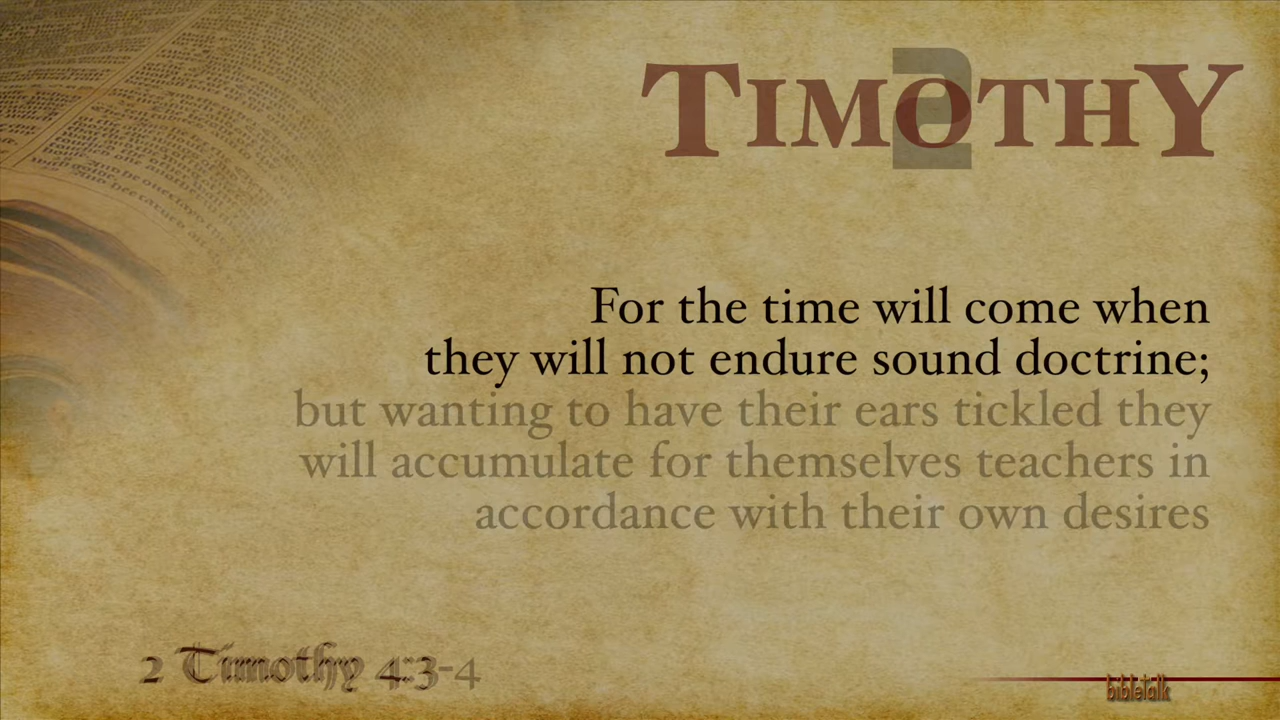 2
TIMOTHY
For the time will come when
they will not endure sound doctrine;
but wanting to have their ears tickled they
will accumulate for themselves teachers in
accordance with their own desires
2 Timothy 4:3-4
bibletalk